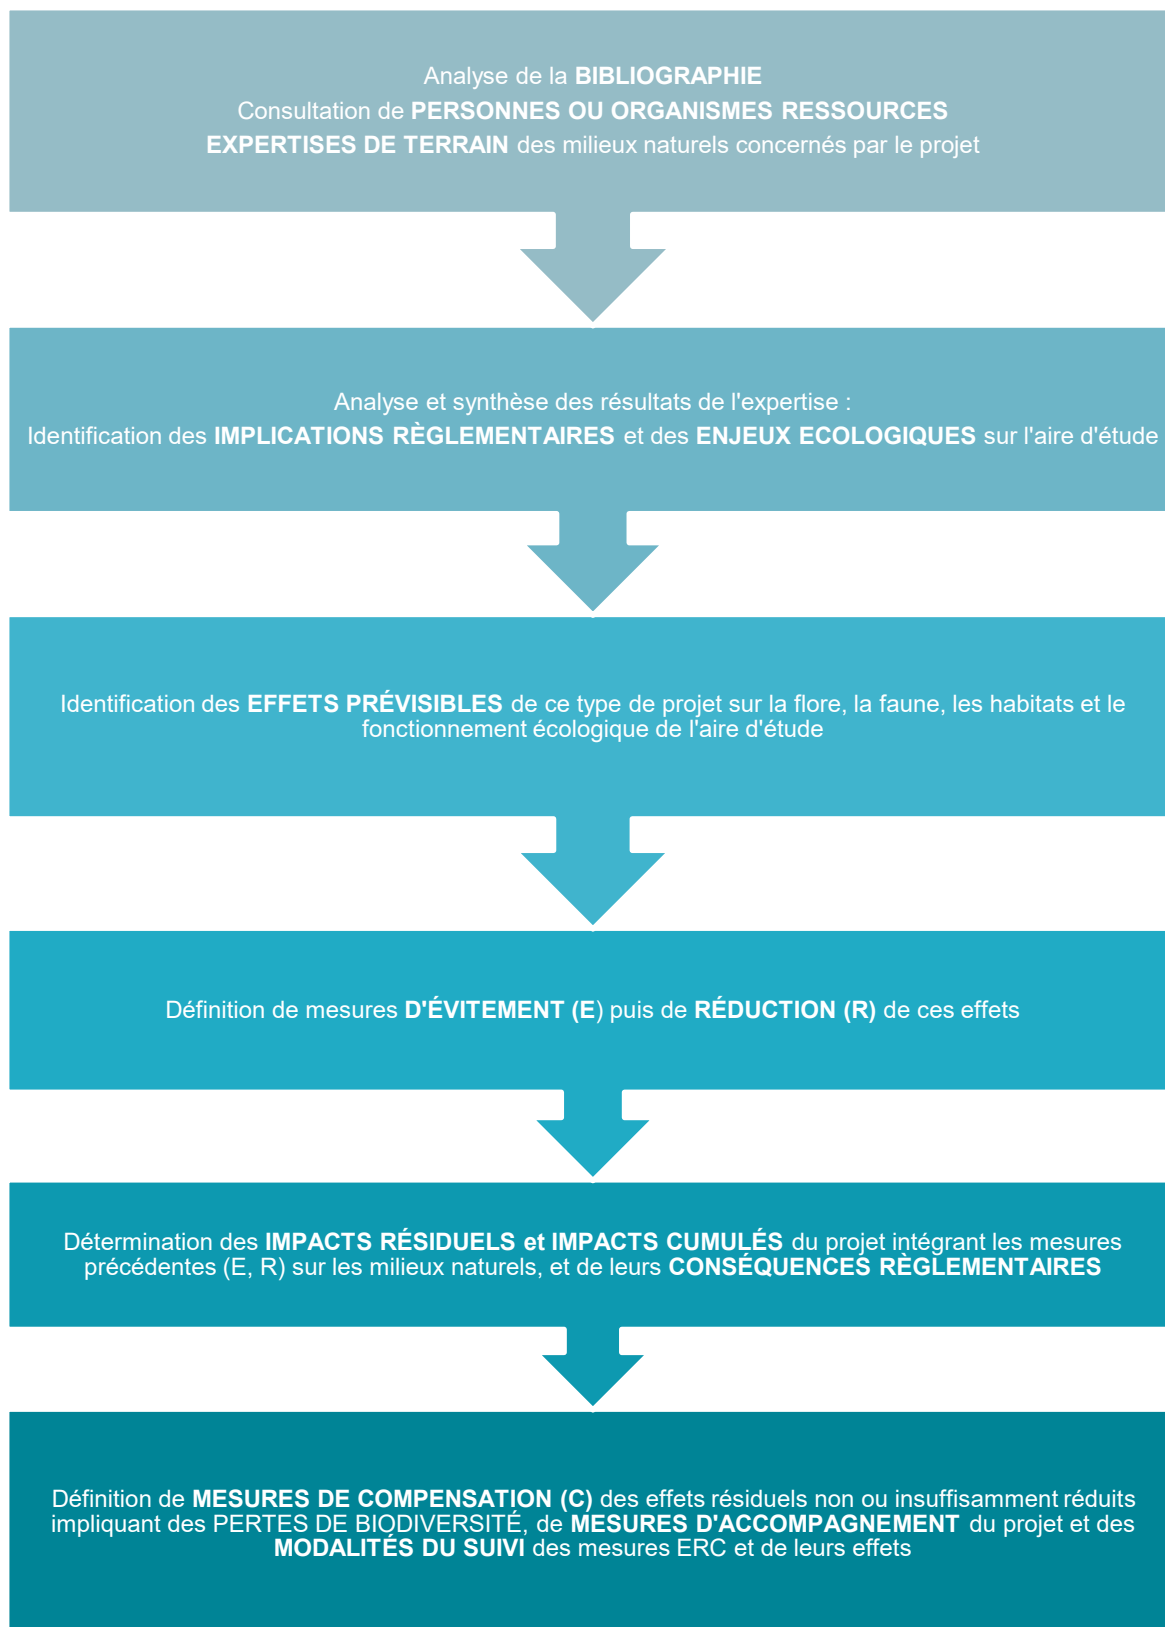 Analyse de la BIBLIOGRAPHIE
Consultation de PERSONNES OU ORGANISMES RESSOURCES
EXPERTISES DE TERRAIN des milieux naturels concernés par le projet
Analyse et synthèse des résultats de l'expertise :
Identification des IMPLICATIONS RÈGLEMENTAIRES et des ENJEUX ECOLOGIQUES sur l'aire d'étude
Identification des EFFETS PRÉVISIBLES de ce type de projet sur la flore, la faune, les habitats et le
fonctionnement écologique de l'aire d'étude
Définition de mesures D'ÉVITEMENT (E) puis de RÉDUCTION (R) de ces effets
Détermination des IMPACTS RÉSIDUELS et IMPACTS CUMULÉS du projet intégrant les mesures
précédentes (E, R) sur les milieux naturels, et de leurs CONSÉQUENCES RÈGLEMENTAIRES
Définition de MESURES DE COMPENSATION (C) des effets résiduels non ou insuffisamment réduits
impliquant des PERTES DE BIODIVERSITÉ, de MESURES D'ACCOMPAGNEMENT du projet et des
MODALITÉS DU SUIVI des mesures ERC et de leurs effets